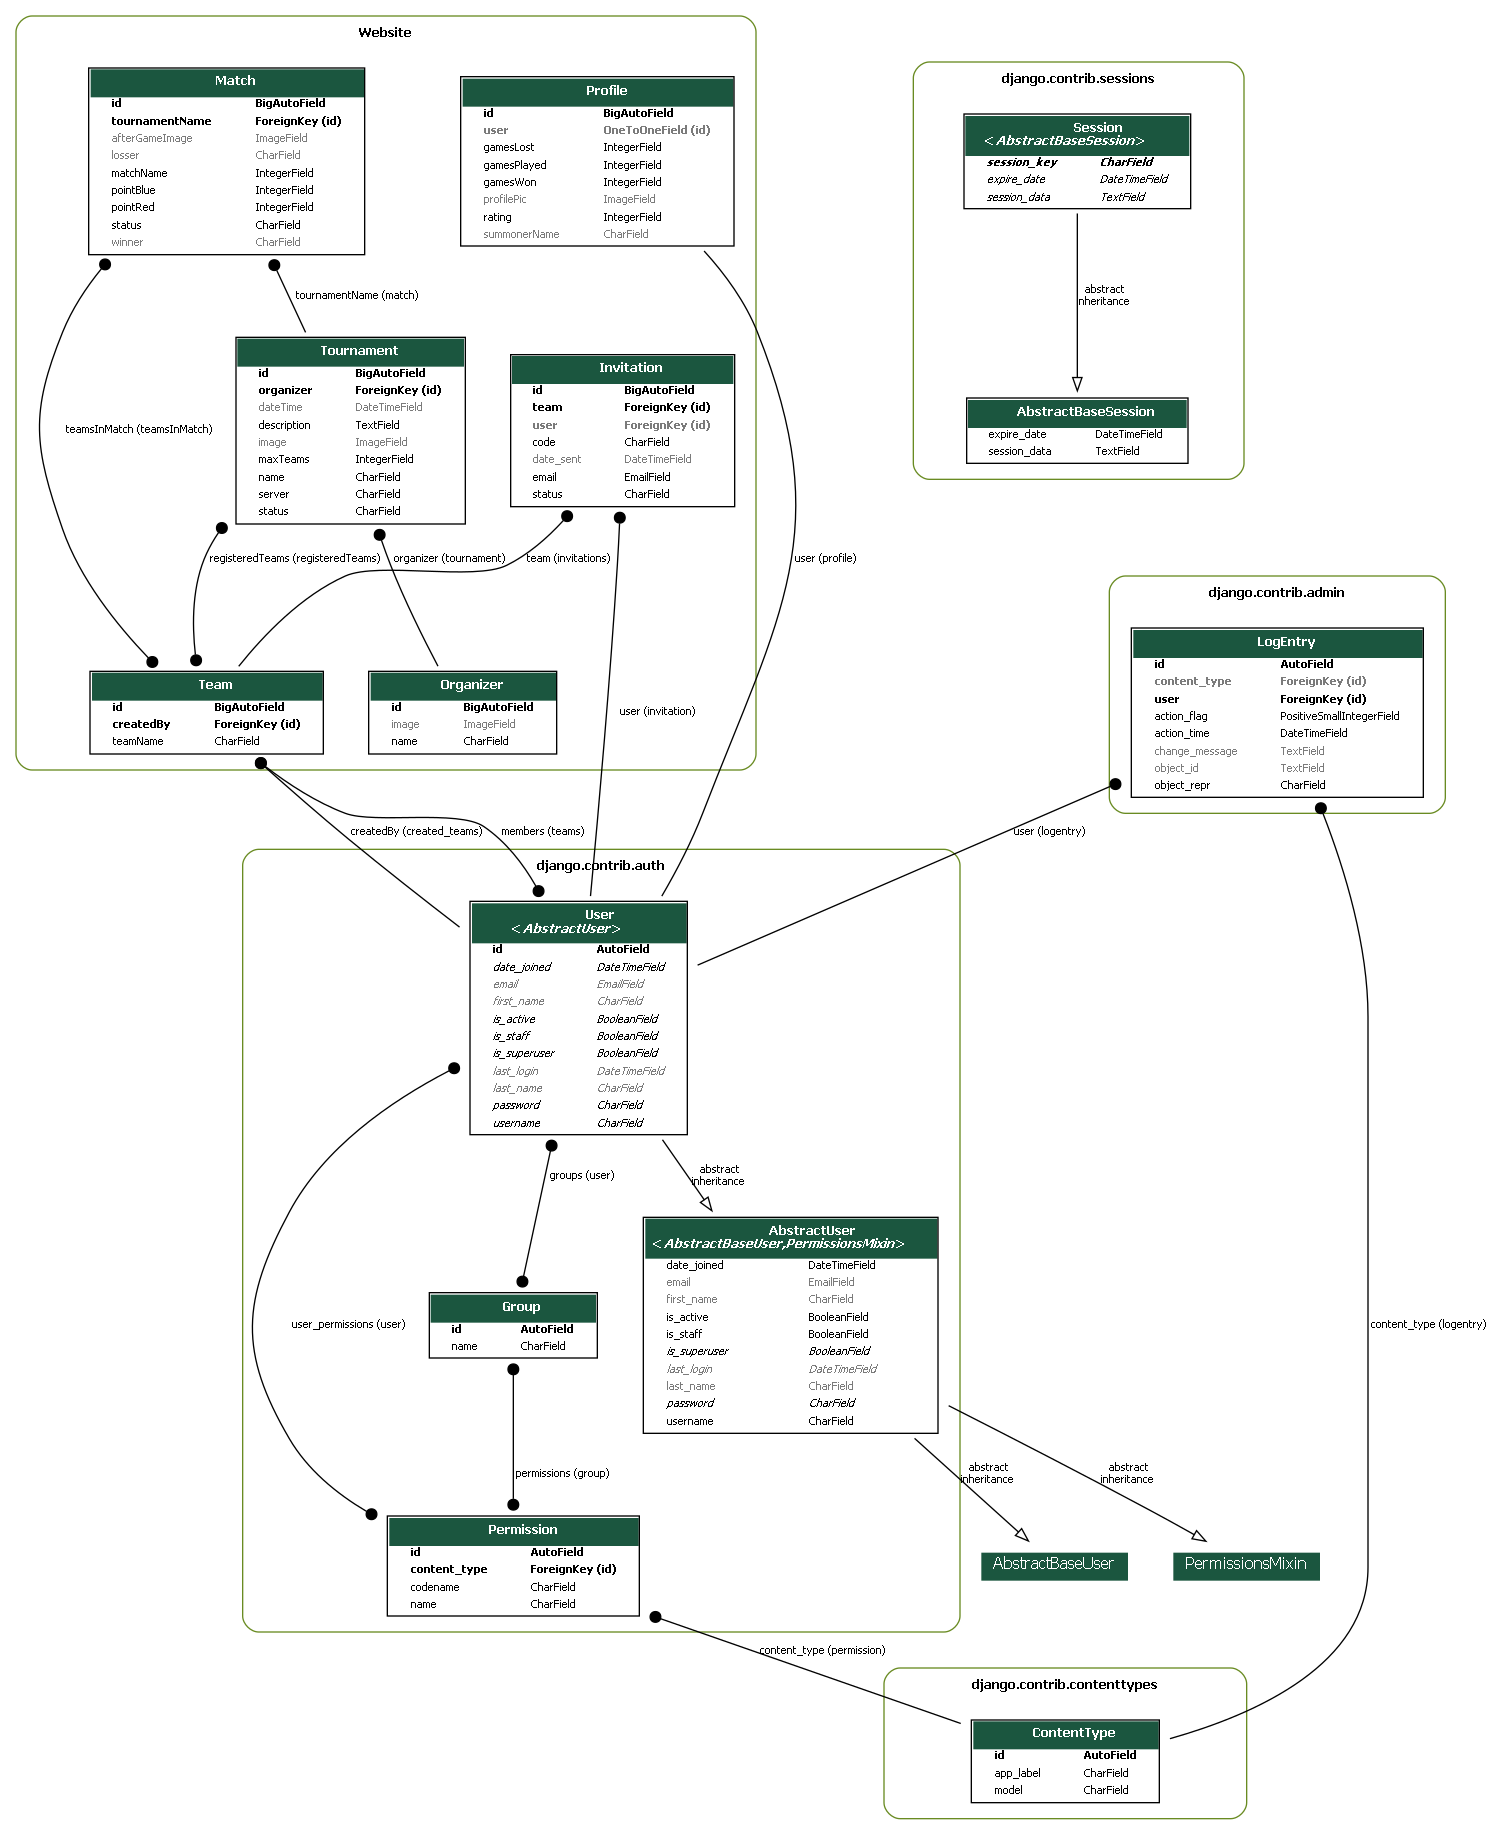 Website
Match
id BigAutoField
tournamentName ForeignKey (id)
afterGameImage ImageField
losser CharField
matchName IntegerField
pointBlue IntegerField
pointRed IntegerField
status CharField
winner CharField
Profile
id BigAutoField
user OneToOneField (id)
gamesLost IntegerField
gamesPlayed IntegerField
gamesWon IntegerField
profilePic ImageField
rating IntegerField
summonerName CharField
tournamentName (match)
Tournament
id BigAutoField
organizer ForeignKey (id)
dateTime DateTimeField
description TextField
image ImageField
maxTeams IntegerField
name CharField
server CharField
status CharField
Invitation
id BigAutoField
team ForeignKey (id)
user ForeignKey (id)
code CharField
date_sent DateTimeField
email EmailField
status CharField
teamsInMatch (teamsInMatch)
registeredTeams (registeredTeams)
organizer (tournament)
team (invitations)
user (profile)
Team
id BigAutoField
createdBy ForeignKey (id)
teamName CharField
Organizer
id BigAutoField
image ImageField
name CharField
user (invitation)
django.contrib.sessions
Session
<AbstractBaseSession>
session_key CharField
expire_date DateTimeField
session_data TextField
abstract
inheritance
AbstractBaseSession
expire_date DateTimeField
session_data TextField
django.contrib.admin
LogEntry
id AutoField
content_type ForeignKey (id)
user ForeignKey (id)
action_flag PositiveSmallIntegerField
action_time DateTimeField
change_message TextField
object_id TextField
object_repr CharField
createdBy (created_teams)
members (teams)
user (logentry)
django.contrib.auth
User
<AbstractUser>
id AutoField
date_joined DateTimeField
email EmailField
first_name CharField
is_active BooleanField
is_staff BooleanField
is_superuser BooleanField
last_login DateTimeField
last_name CharField
password CharField
username CharField
groups (user)
abstract
inheritance
AbstractUser
<AbstractBaseUser,PermissionsMixin>
date_joined DateTimeField
email EmailField
first_name CharField
is_active BooleanField
is_staff BooleanField
is_superuser BooleanField
last_login DateTimeField
last_name CharField
password CharField
username CharField
Group
id AutoField
name CharField
user_permissions (user)
content_type (logentry)
permissions (group)
abstract
inheritance
abstract
inheritance
Permission
id AutoField
content_type ForeignKey (id)
codename CharField
name CharField
AbstractBaseUser
PermissionsMixin
content_type (permission)
django.contrib.contenttypes
ContentType
id AutoField
app_label CharField
model CharField